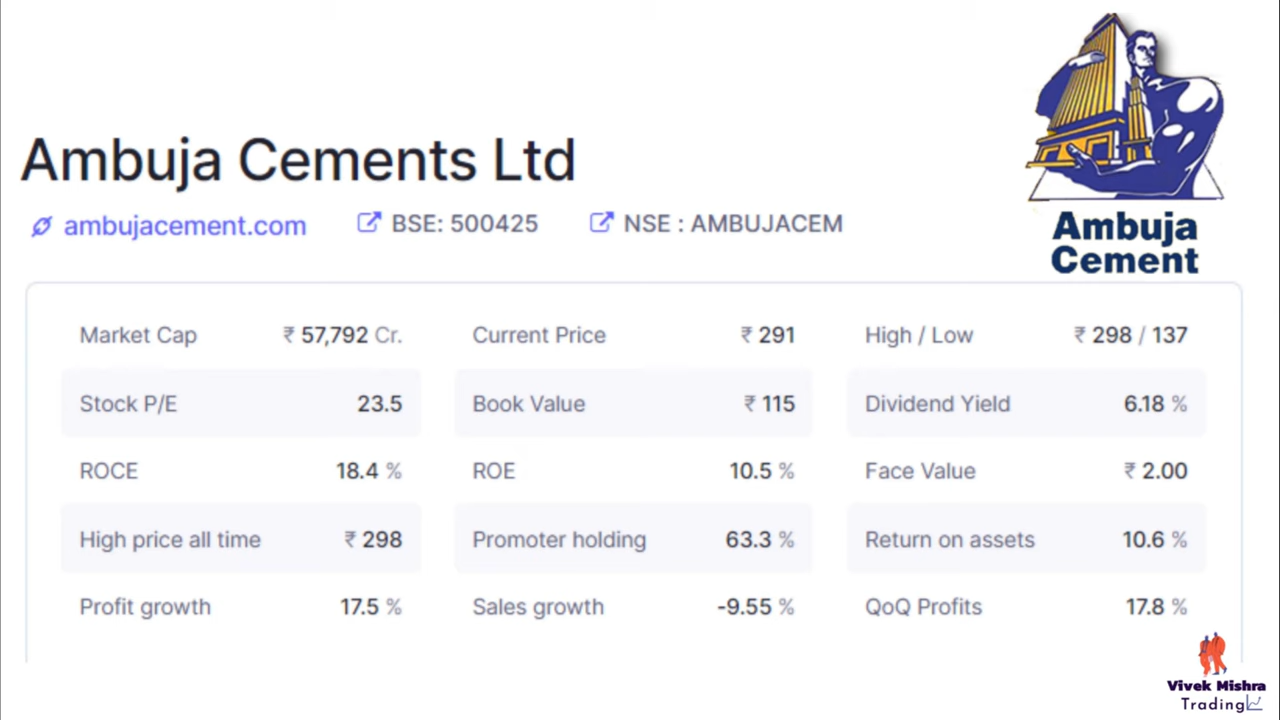 Ambuja Cements Ltd
ambujacement.com BSE: 500425 NSE : AMBUJACEM
Ambuja
Cement
Market Cap ₹ 57,792 Cr. Current Price ₹ 291 High / Low ₹ 298 / 137
Stock P/E 23.5 Book Value ₹ 115 Dividend Yield 6.18 %
ROCE 18.4 % ROE 10.5 % Face Value ₹ 2.00
High price all time ₹ 298 Promoter holding 63.3 % Return on assets 10.6 %
Profit growth 17.5 % Sales growth -9.55 % QoQ Profits 17.8 %
Vivek Mishra
Trading